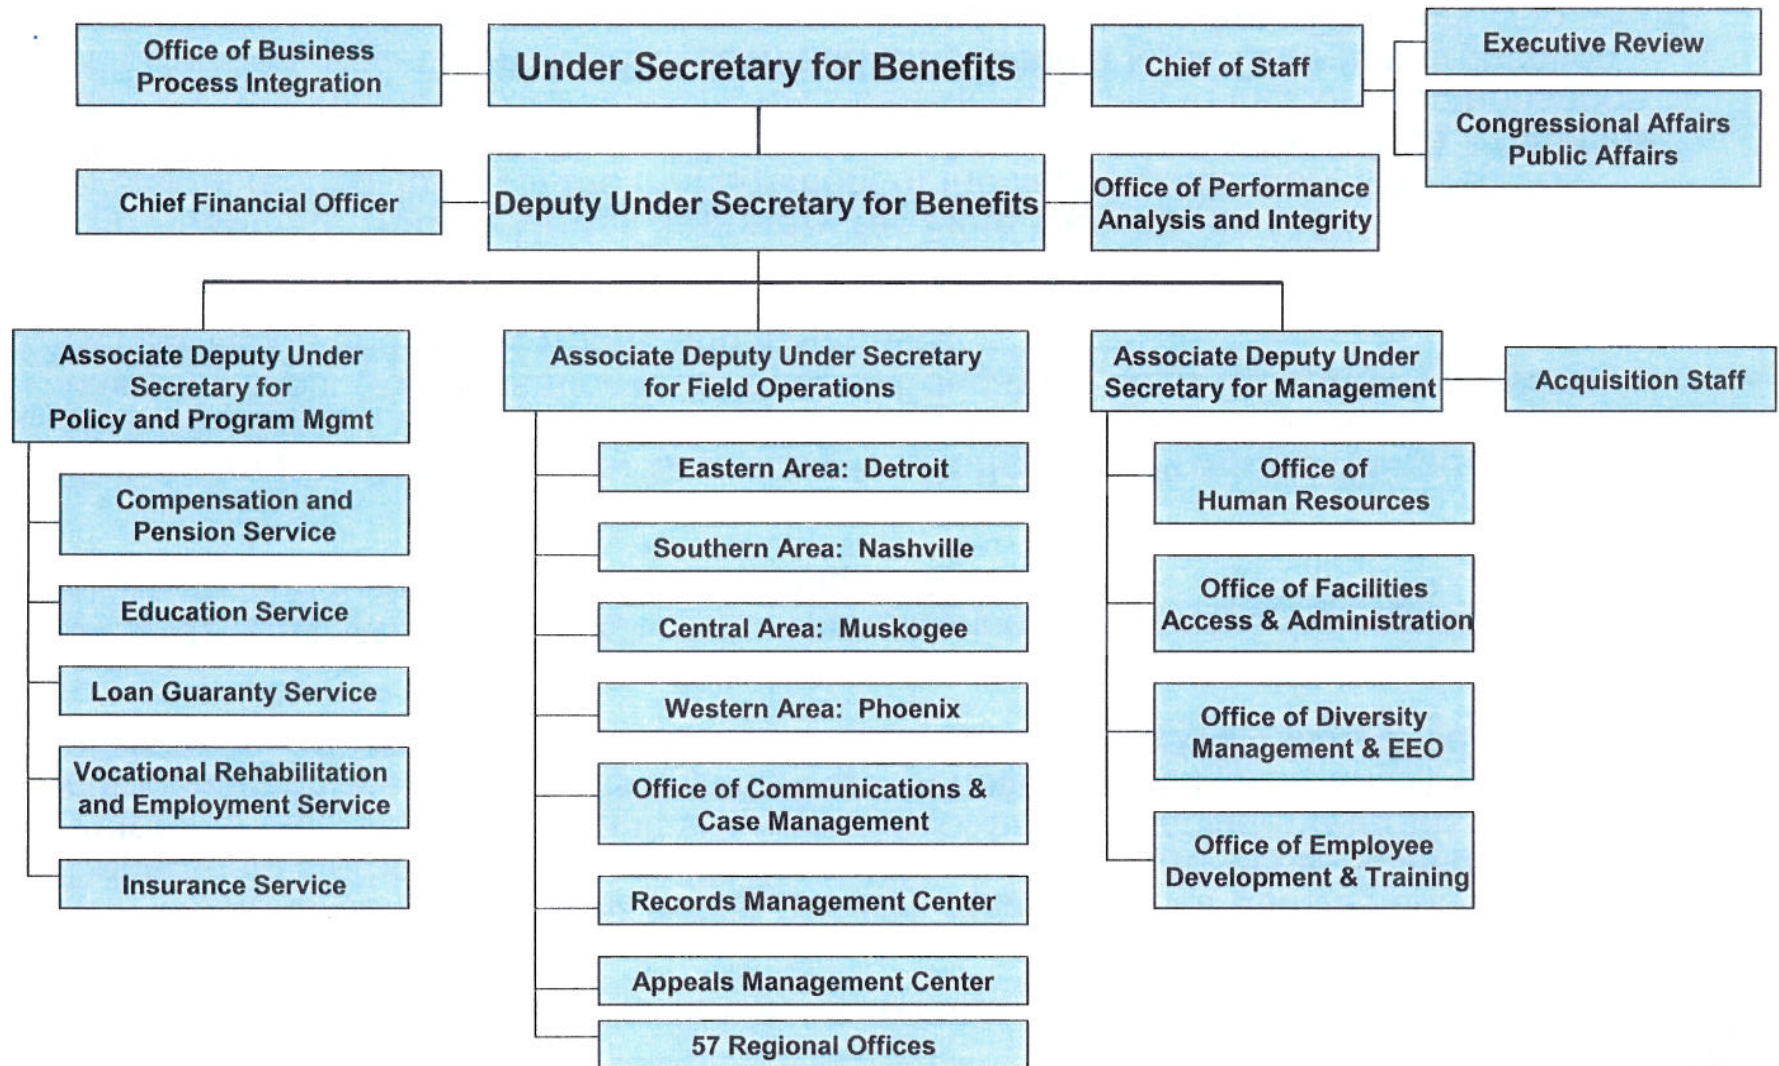 Office of Business
Process Integration
Under Secretary for Benefits
Chief of Staff
Executive Review
Congressional Affairs
Public Affairs
Chief Financial Officer
Deputy Under Secretary for Benefits
Office of Performance
Analysis and Integrity
Associate Deputy Under
Secretary for
Policy and Program Mgmt
Compensation and
Pension Service
Education Service
Loan Guaranty Service
Vocational Rehabilitation
and Employment Service
Insurance Service
Associate Deputy Under Secretary
for Field Operations
Eastern Area: Detroit
Southern Area: Nashville
Central Area: Muskogee
Western Area: Phoenix
Office of Communications &
Case Management
Records Management Center
Appeals Management Center
57 Regional Offices
Associate Deputy Under
Secretary for Management
Acquisition Staff
Office of
Human Resources
Office of Facilities
Access & Administration
Office of Diversity
Management & EEO
Office of Employee
Development & Training